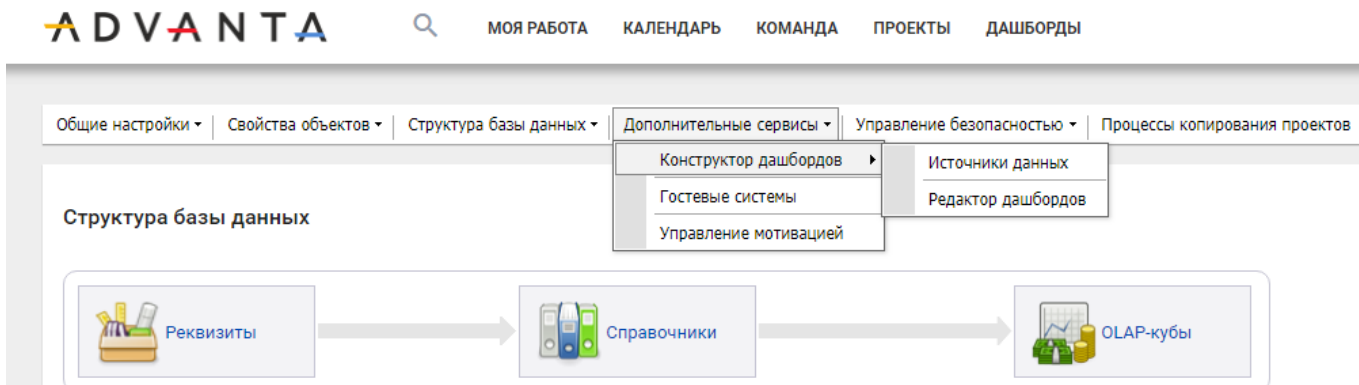 ADVANTA МОЯ РАБОТА КАЛЕНДАРЬ КОМАНДА ПРОЕКТЫ ДАШБОРДЫ
Общие настройки Свойства объектов Структура базы данных Дополнительные сервисы Управление безопасностью Процессы копирования проектов
Конструктор дашбордов Источники данных
Гостевые системы Редактор дашбордов
Структура базы данных
Управление мотивацией
Реквизиты Справочники OLAP-кубы